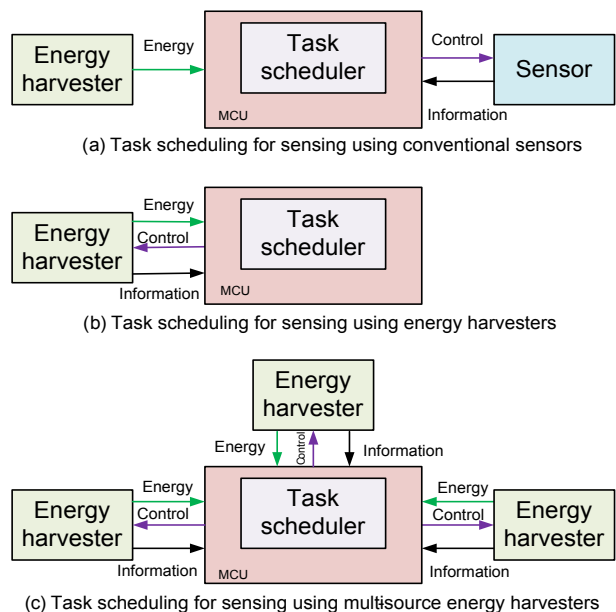 Energy
harvester
Energy
Task
scheduler
MCU
Control
Information
Sensor
(a) Task scheduling for sensing using conventional sensors
Energy
harvester
Energy
Control
Information
Task
scheduler
MCU
(b) Task scheduling for sensing using energy harvesters
Energy
harvester
Energy
Control
Information
Energy
harvester
Energy
Control
Information
Task
scheduler
MCU
Energy
Control
Information
Energy
harvester
(c) Task scheduling for sensing using multisource energy harvesters